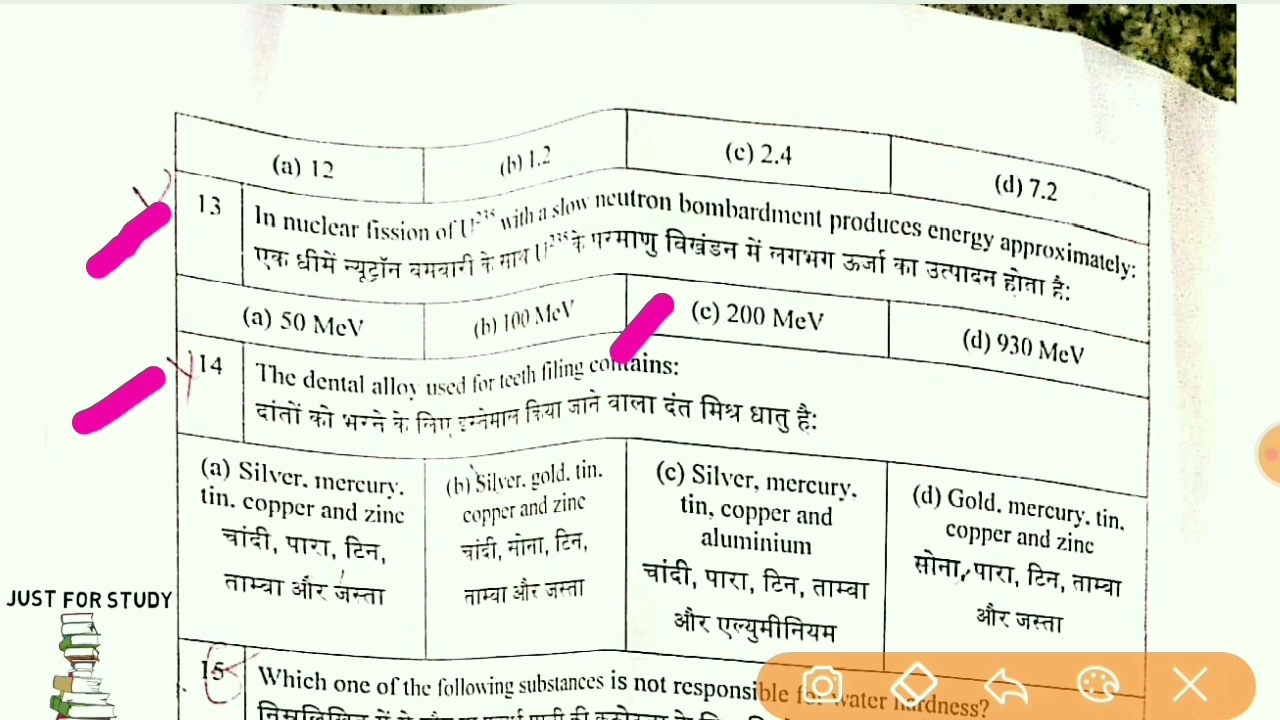 (a) 12
(b) 1.2
(c) 2.4
(d) 7.2
13
In nuclear fission of U²³⁵ with a slow neutron bombardment produces energy approximately:
एक धीमें न्यूट्रॉन बमबारी के साथ U²³⁵ के परमाणु विखंडन में लगभग ऊर्जा का उत्पादन होता है:
(a) 50 MeV
(b) 100 MeV
(c) 200 MeV
(d) 930 MeV
14
The dental alloy used for teeth filing contains:
दांतों को भरने के लिए इस्तेमाल किया जाने वाला दंत मिश्र धातु है:
(a) Silver, mercury,
tin, copper and zinc
चांदी, पारा, टिन,
ताम्बा और जस्ता
(b) Silver, gold, tin,
copper and zinc
चांदी, सोना, टिन,
ताम्बा और जस्ता
(c) Silver, mercury,
tin, copper and
aluminium
चांदी, पारा, टिन, ताम्बा
और एल्युमीनियम
(d) Gold, mercury, tin,
copper and zinc
सोना, पारा, टिन, ताम्बा
और जस्ता
JUST FOR STUDY
15
Which one of the following substances is not responsible for water hardness?
निम्नलिखित में से कौन